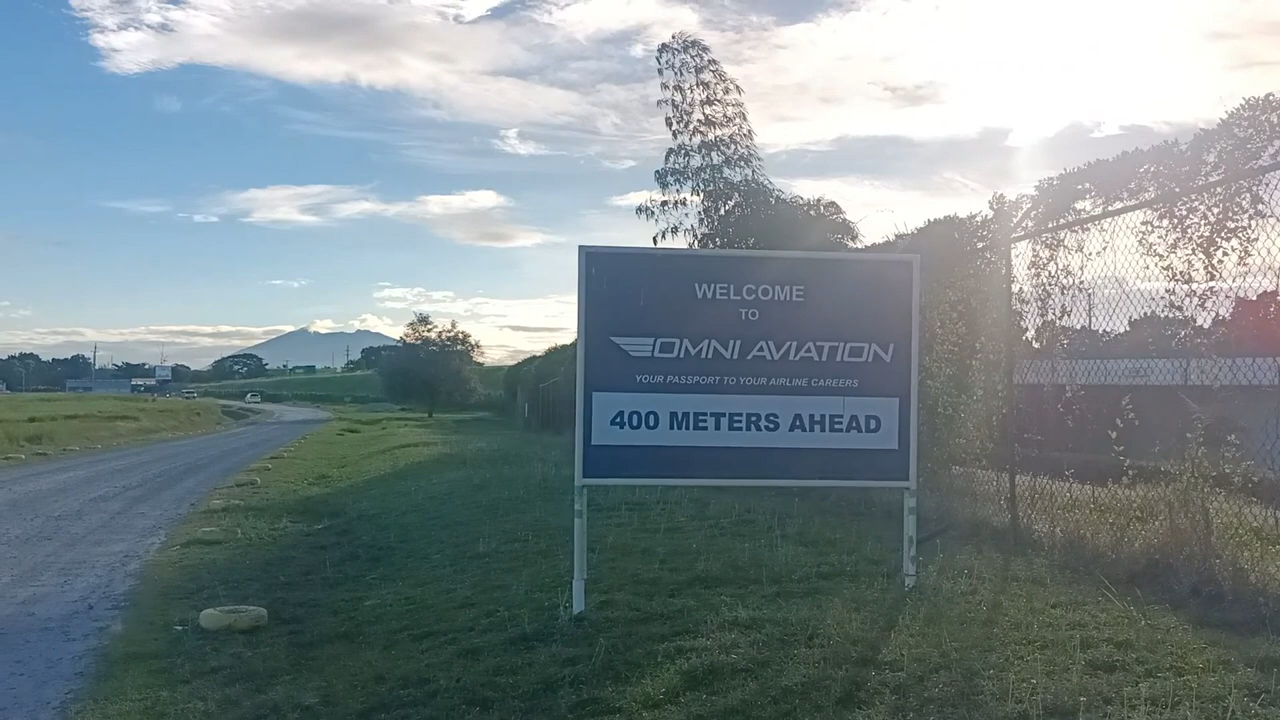 WELCOME
TO
OMNI AVIATION
YOUR PASSPORT TO YOUR AIRLINE CAREERS
400 METERS AHEAD